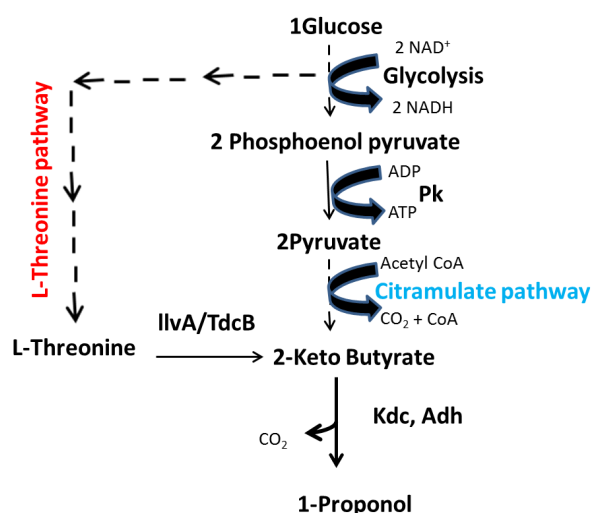 1Glucose
2 NAD+
Glycolysis
2 NADH
L-Threonine pathway
2 Phosphoenol pyruvate
ADP
Pk
ATP
2Pyruvate
Acetyl CoA
Citramulate pathway
CO2 + CoA
IlvA/TdcB
L-Threonine
2-Keto Butyrate
Kdc, Adh
CO2
1-Proponol